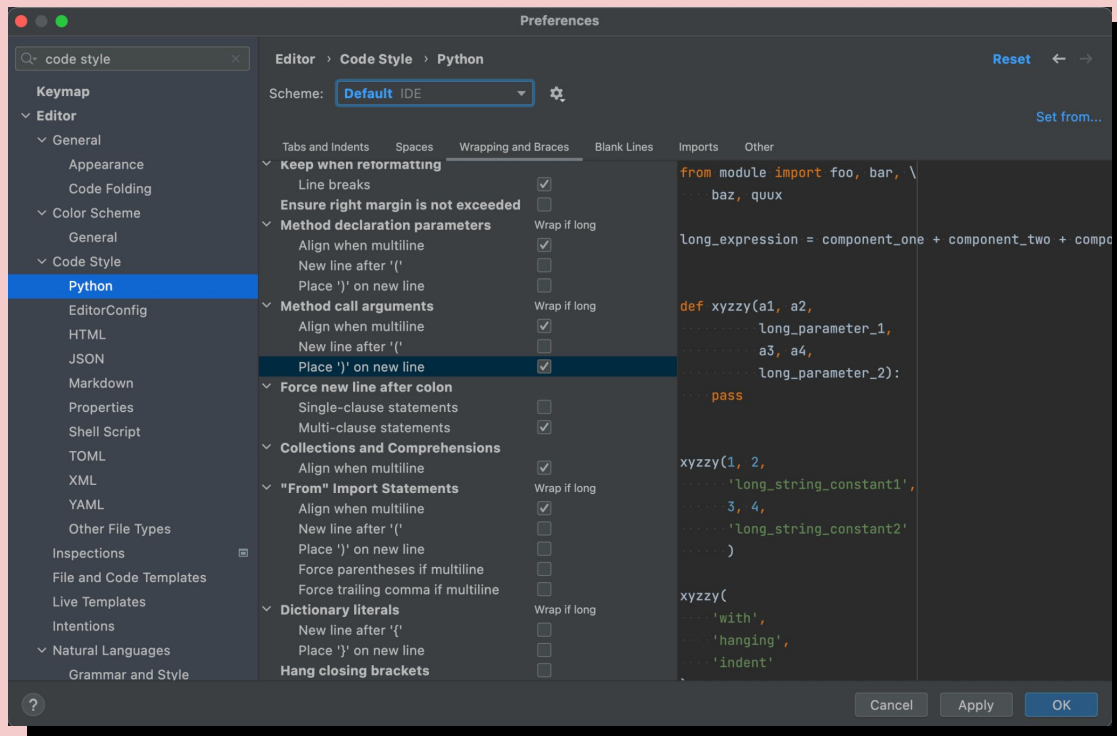 Preferences
code style
Keymap
Editor
General
Appearance
Code Folding
Color Scheme
General
Code Style
Python
EditorConfig
HTML
JSON
Markdown
Properties
Shell Script
TOML
XML
YAML
Other File Types
Inspections
File and Code Templates
Live Templates
Intentions
Natural Languages
Grammar and Style
Editor › Code Style › Python
Reset
Scheme: Default IDE
Set from...
Tabs and Indents Spaces Wrapping and Braces Blank Lines Imports Other
Keep when reformatting
Line breaks
Ensure right margin is not exceeded
Method declaration parameters Wrap if long
Align when multiline
New line after '('
Place ')' on new line
Method call arguments Wrap if long
Align when multiline
New line after '('
Place ')' on new line
Force new line after colon
Single-clause statements
Multi-clause statements
Collections and Comprehensions
Align when multiline
"From" Import Statements Wrap if long
Align when multiline
New line after '('
Place ')' on new line
Force parentheses if multiline
Force trailing comma if multiline
Dictionary literals Wrap if long
New line after '{'
Place '}' on new line
Hang closing brackets
from module import foo, bar, \
baz, quux
long_expression = component_one + component_two + compo
def xyzzy(a1, a2,
long_parameter_1,
a3, a4,
long_parameter_2):
pass
xyzzy(1, 2,
'long_string_constant1',
3, 4,
'long_string_constant2'
)
xyzzy(
'with',
'hanging',
'indent'
?
Cancel
Apply
OK